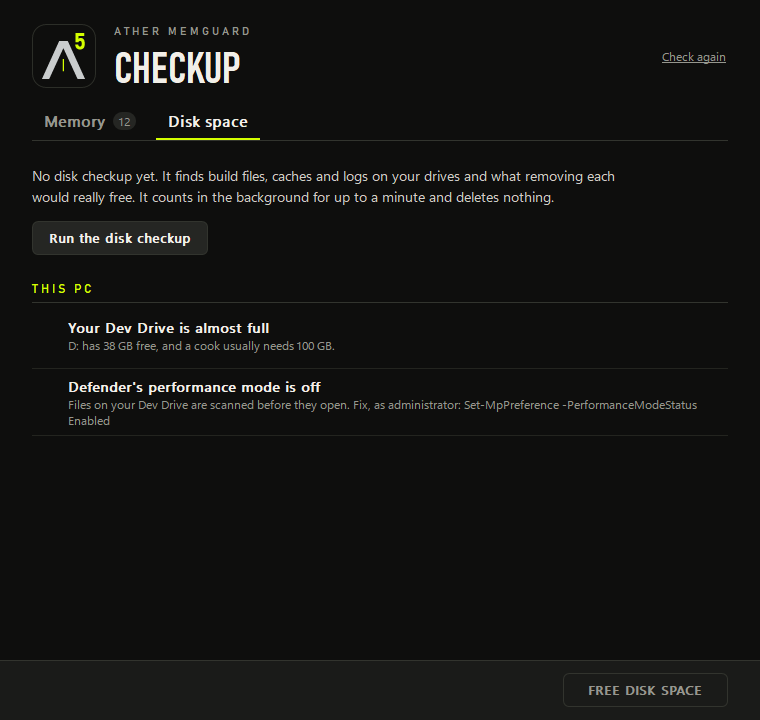 5
ATHER MEMGUARD
CHECKUP
Check again
Memory 12
Disk space
No disk checkup yet. It finds build files, caches and logs on your drives and what removing each
would really free. It counts in the background for up to a minute and deletes nothing.
Run the disk checkup
THIS PC
Your Dev Drive is almost full
D: has 38 GB free, and a cook usually needs 100 GB.
Defender's performance mode is off
Files on your Dev Drive are scanned before they open. Fix, as administrator: Set-MpPreference -PerformanceModeStatus
Enabled
FREE DISK SPACE